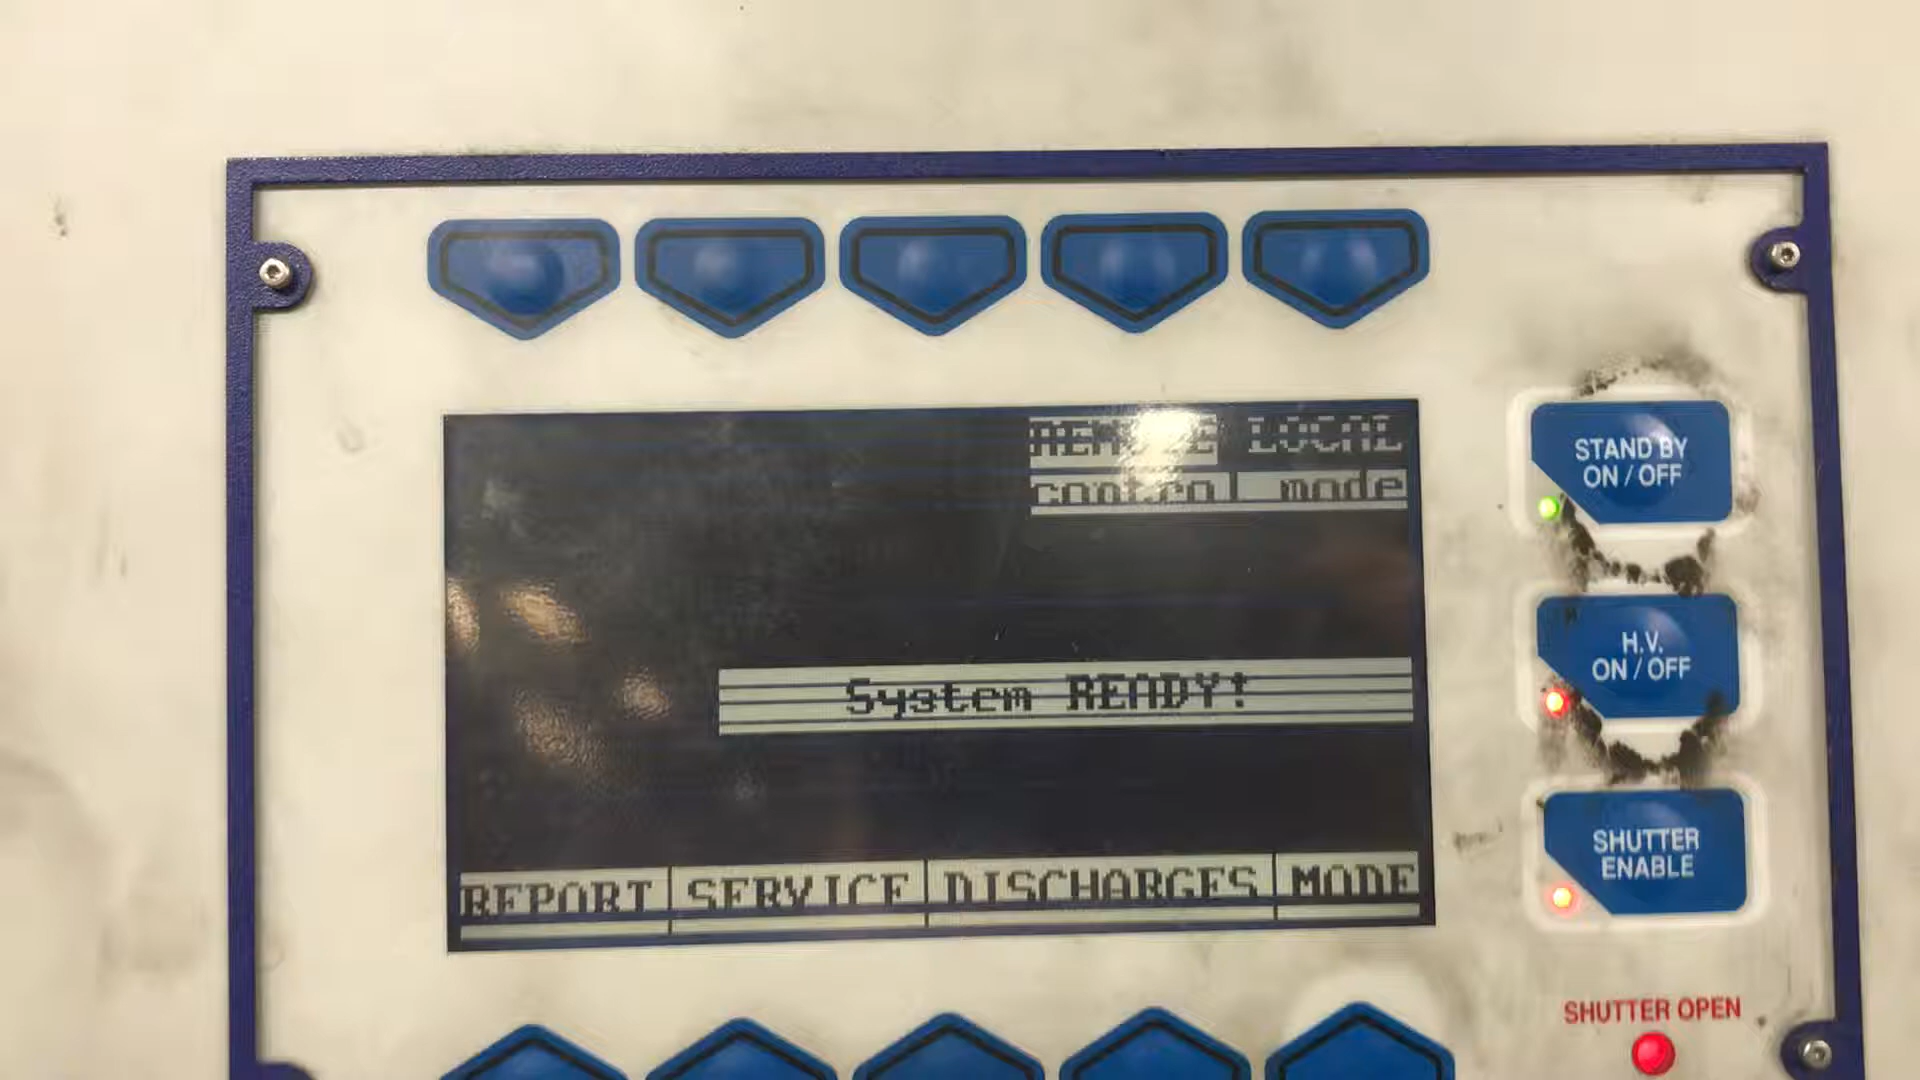 REMOTE LOCAL
control mode
System READY!
REPORT SERVICE DISCHARGES MODE
STAND BY
ON / OFF
H.V.
ON / OFF
SHUTTER
ENABLE
SHUTTER OPEN